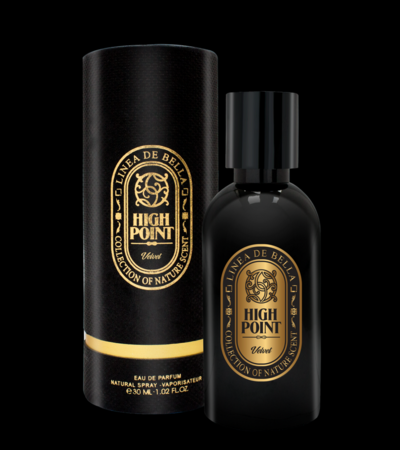 LINEA DE BELLA
HIGH
POINT
Velvet
COLLECTION OF NATURE SCENT
EAU DE PARFUM
NATURAL SPRAY - VAPORISATEUR
℮30 ML · 1.02 FL.OZ.
LINEA DE BELLA
HIGH
POINT
Velvet
COLLECTION OF NATURE SCENT